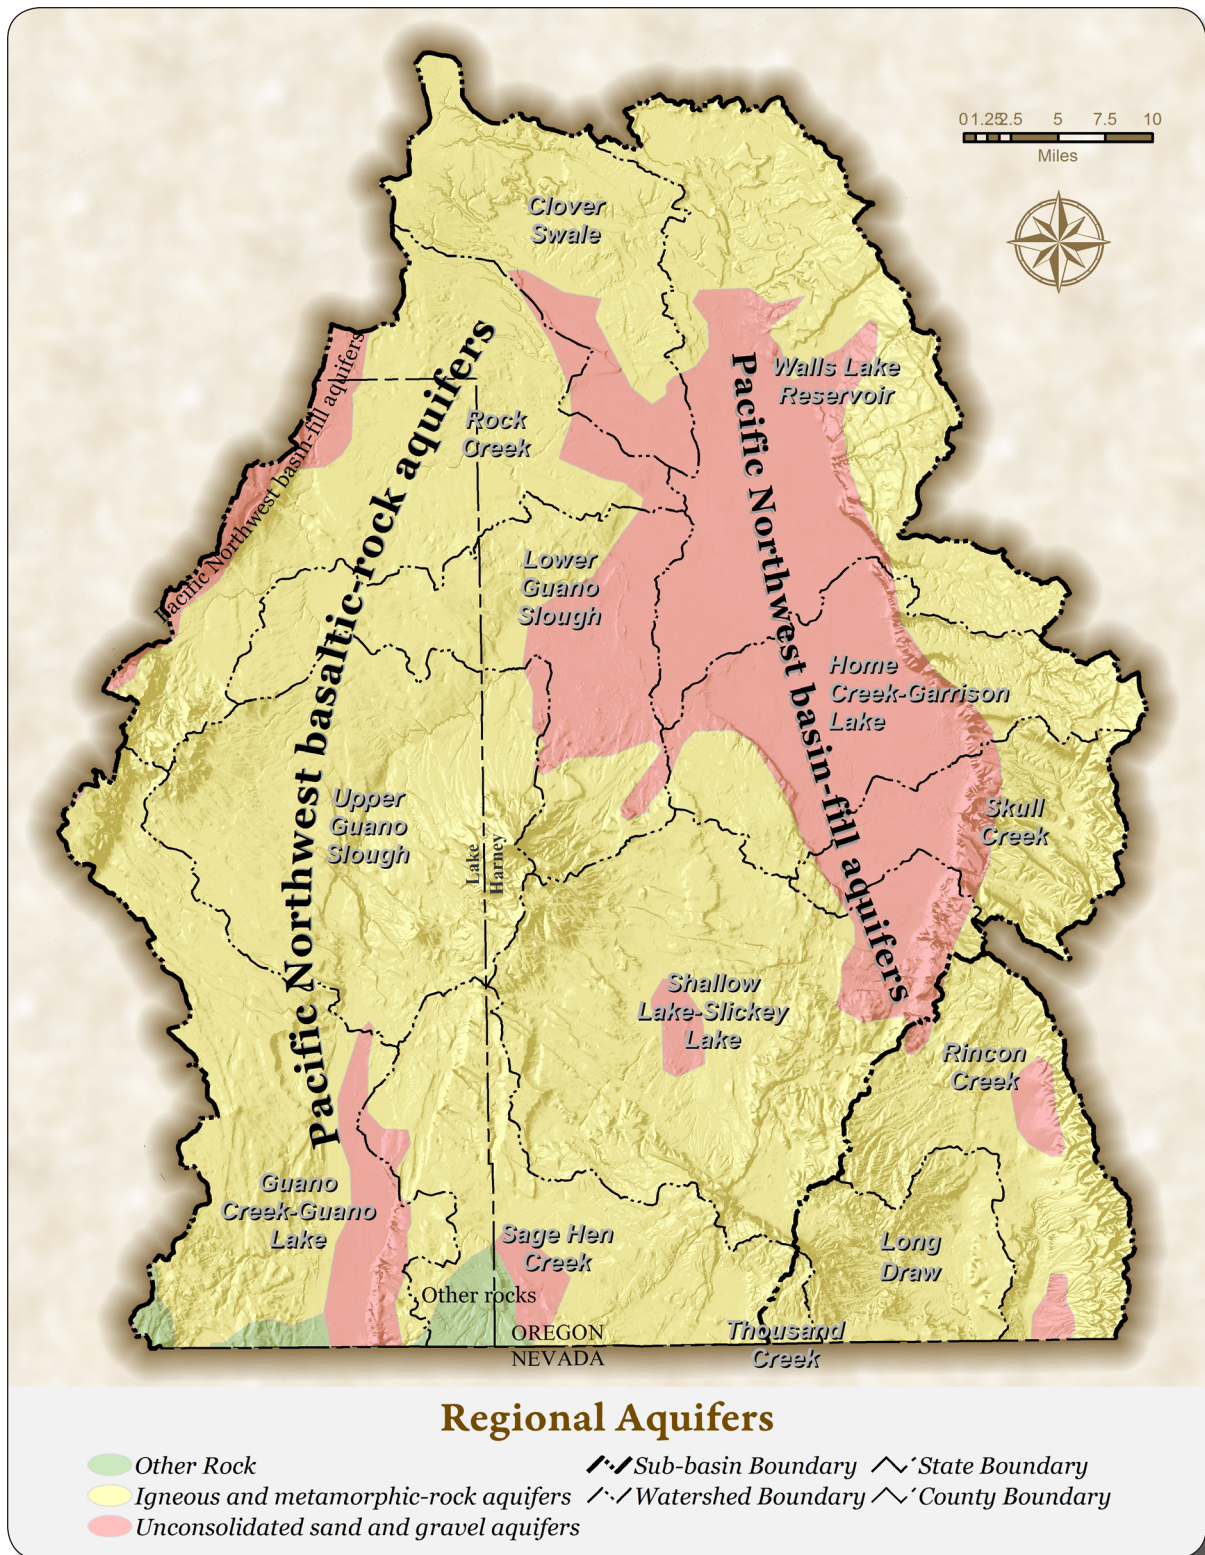 0 1.25 2.5 5 7.5 10
Miles
Clover
Swale
Walls Lake
Reservoir
Pacific Northwest basin-fill aquifers
Pacific Northwest basaltic-rock aquifers
Pacific Northwest basin-fill aquifers
Rock
Creek
Lower
Guano
Slough
Home
Creek-Garrison
Lake
Upper
Guano
Slough
Lake
Harney
Skull
Creek
Shallow
Lake-Slickey
Lake
Rincon
Creek
Guano
Creek-Guano
Lake
Sage Hen
Creek
Long
Draw
Other rocks
OREGON
NEVADA
Thousand
Creek
Regional Aquifers
Other Rock
Igneous and metamorphic-rock aquifers
Unconsolidated sand and gravel aquifers
Sub-basin Boundary
Watershed Boundary
State Boundary
County Boundary